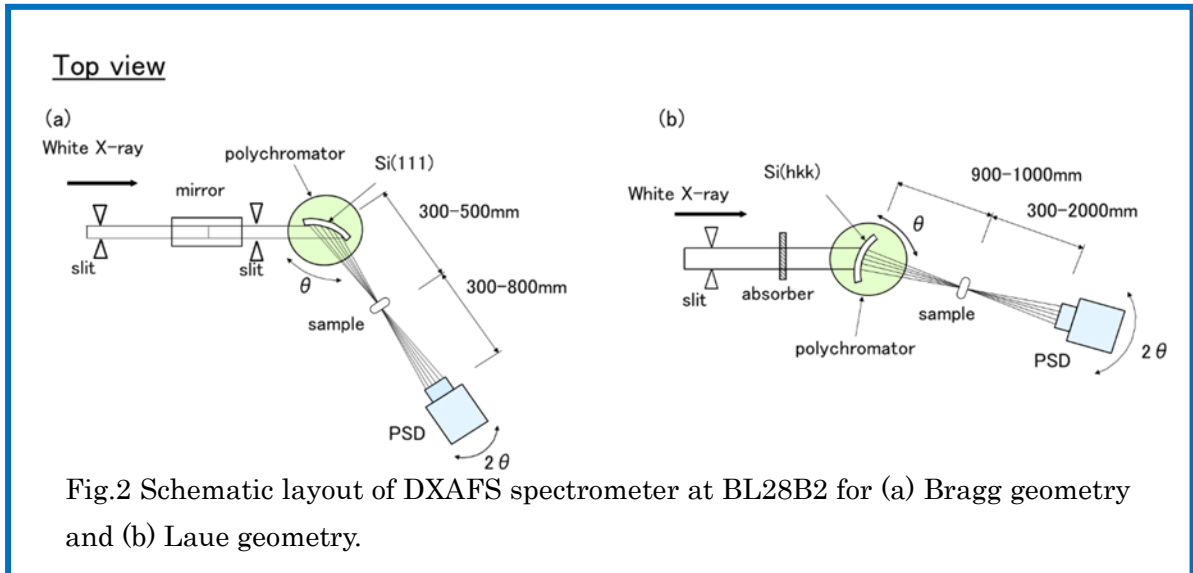 Top view
(a)
White X-ray
polychromator
Si(111)
mirror
300-500mm
slit
slit
θ
300-800mm
sample
PSD
2θ
(b)
Si(hkk)
900-1000mm
White X-ray
θ
300-2000mm
slit
absorber
sample
polychromator
PSD
2θ
Fig.2 Schematic layout of DXAFS spectrometer at BL28B2 for (a) Bragg geometry
and (b) Laue geometry.